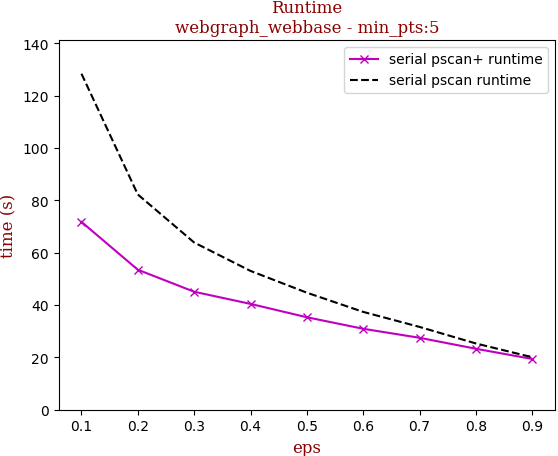 Runtime
webgraph_webbase - min_pts:5
serial pscan+ runtime
serial pscan runtime
time (s)
140
120
100
80
60
40
20
0
0.1 0.2 0.3 0.4 0.5 0.6 0.7 0.8 0.9
eps